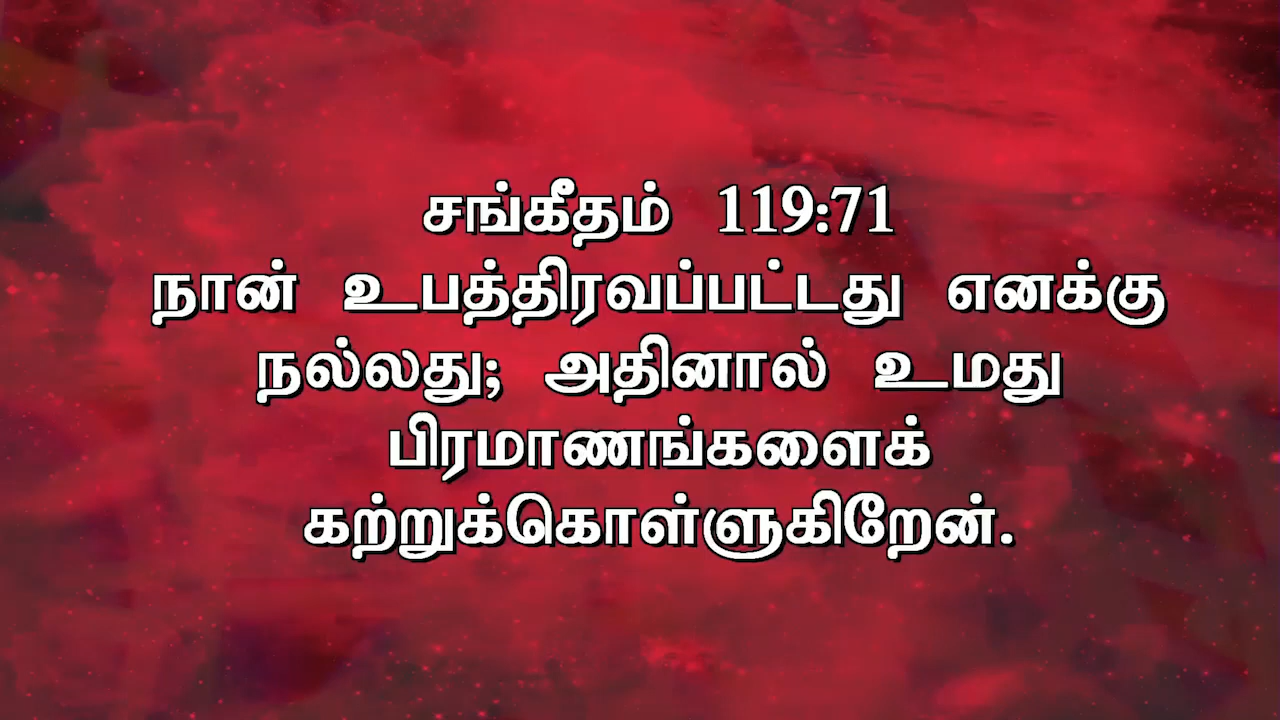 சங்கீதம் 119:71
நான் உபத்திரவப்பட்டது எனக்கு
நல்லது; அதினால் உமது
பிரமாணங்களைக்
கற்றுக்கொள்ளுகிறேன்.